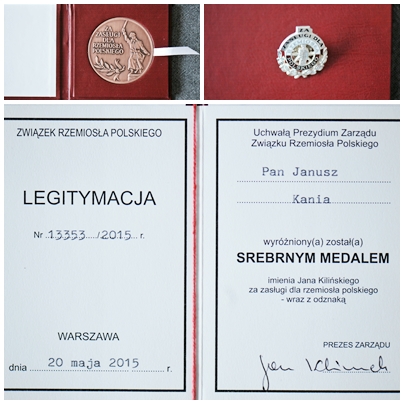 ZA
ZASŁUGI
DLA
RZEMIOSŁA
POLSKIEGO
ZA
POLSKIEGO
ZWIĄZEK RZEMIOSŁA POLSKIEGO
LEGITYMACJA
Nr 13353 /2015 r.
WARSZAWA
dnia 20 maja 2015 r.
Uchwałą Prezydium Zarządu
Związku Rzemiosła Polskiego
Pan Janusz
Kania
wyróżniony(a) został(a)
SREBRNYM MEDALEM
imienia Jana Kilińskiego
za zasługi dla rzemiosła polskiego
- wraz z odznaką
PREZES ZARZĄDU